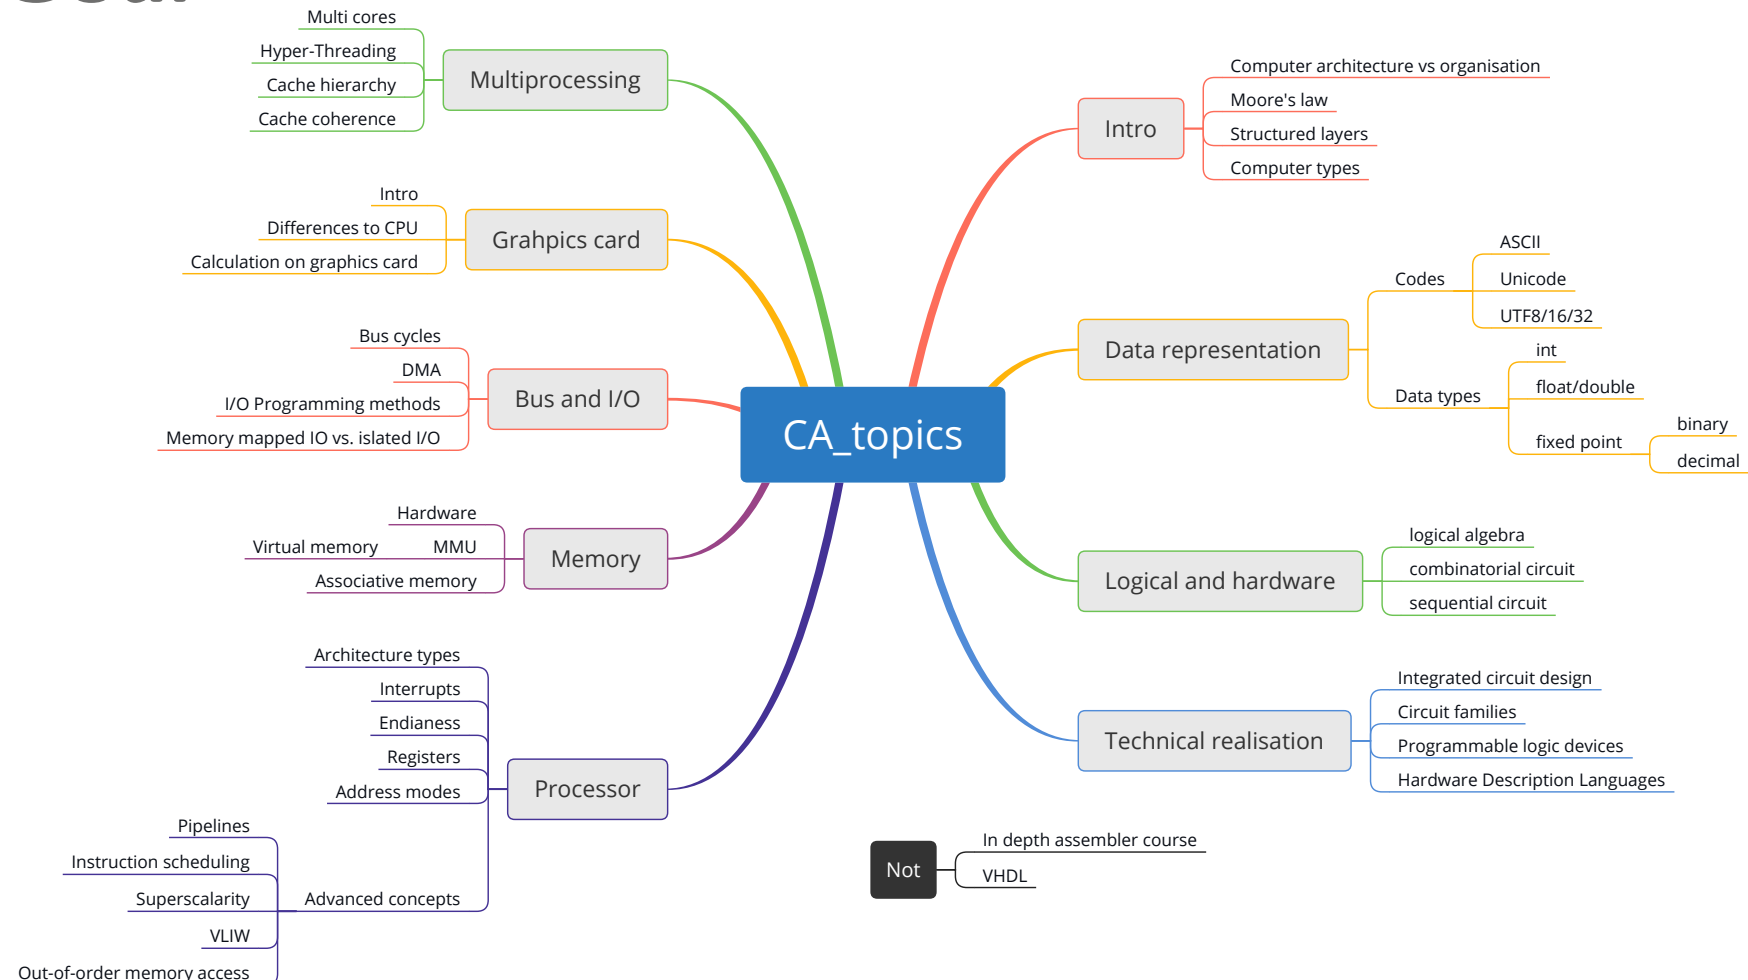 Multi cores
Hyper-Threading
Cache hierarchy
Cache coherence
Multiprocessing
Intro
Differences to CPU
Calculation on graphics card
Grahpics card
Bus cycles
DMA
I/O Programming methods
Memory mapped IO vs. islated I/O
Bus and I/O
Hardware
Virtual memory
MMU
Associative memory
Memory
Architecture types
Interrupts
Endianess
Registers
Address modes
Processor
Pipelines
Instruction scheduling
Superscalarity
VLIW
Out-of-order memory access
Advanced concepts
CA_topics
Intro
Computer architecture vs organisation
Moore's law
Structured layers
Computer types
Data representation
Codes
ASCII
Unicode
UTF8/16/32
Data types
int
float/double
fixed point
binary
decimal
Logical and hardware
logical algebra
combinatorial circuit
sequential circuit
Technical realisation
Integrated circuit design
Circuit families
Programmable logic devices
Hardware Description Languages
Not
In depth assembler course
VHDL